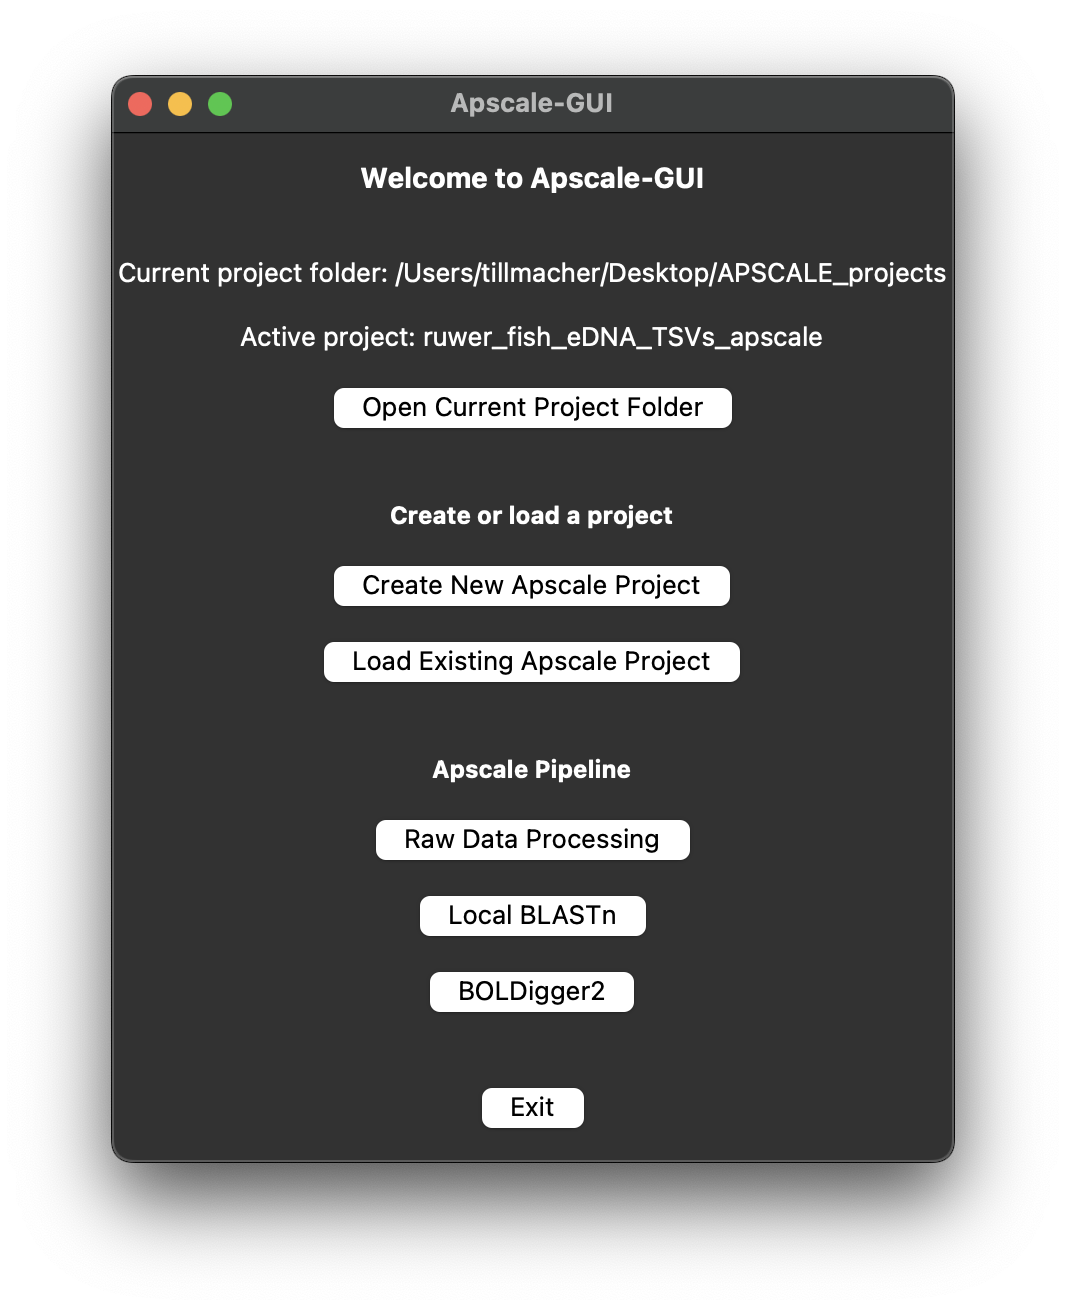 Apscale-GUI
Welcome to Apscale-GUI
Current project folder: /Users/tillmacher/Desktop/APSCALE_projects
Active project: ruwer_fish_eDNA_TSVs_apscale
Open Current Project Folder
Create or load a project
Create New Apscale Project
Load Existing Apscale Project
Apscale Pipeline
Raw Data Processing
Local BLASTn
BOLDigger2
Exit